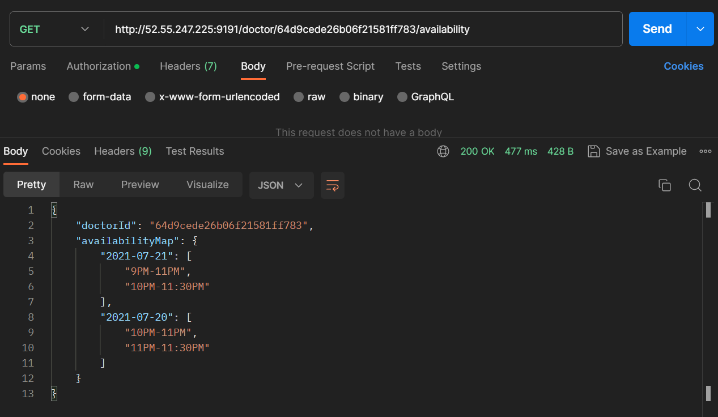 GET http://52.55.247.225:9191/doctor/64d9cede26b06f21581ff783/availability Send
Params Authorization Headers (7) Body Pre-request Script Tests Settings Cookies
none form-data x-www-form-urlencoded raw binary GraphQL
This request does not have a body
Body Cookies Headers (9) Test Results 200 OK 477 ms 428 B Save as Example
Pretty Raw Preview Visualize JSON
1 {
2 "doctorId": "64d9cede26b06f21581ff783",
3 "availabilityMap": {
4 "2021-07-21": [
5 "9PM-11PM",
6 "10PM-11:30PM"
7 ],
8 "2021-07-20": [
9 "10PM-11PM",
10 "11PM-11:30PM"
11 ]
12 }
13 }